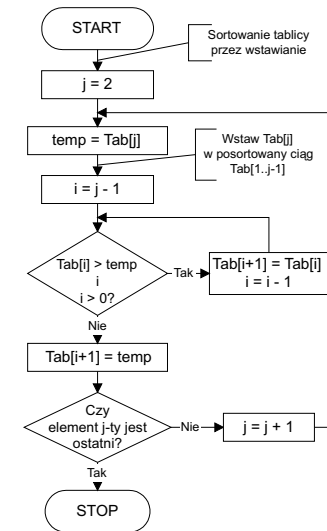 START
Sortowanie tablicy
przez wstawianie
j = 2
temp = Tab[j]
Wstaw Tab[j]
w posortowany ciąg
Tab[1..j-1]
i = j - 1
Tab[i] > temp
i
i > 0?
Tak
Tab[i+1] = Tab[i]
i = i - 1
Nie
Tab[i+1] = temp
Czy
element j-ty jest
ostatni?
Nie
j = j + 1
Tak
STOP